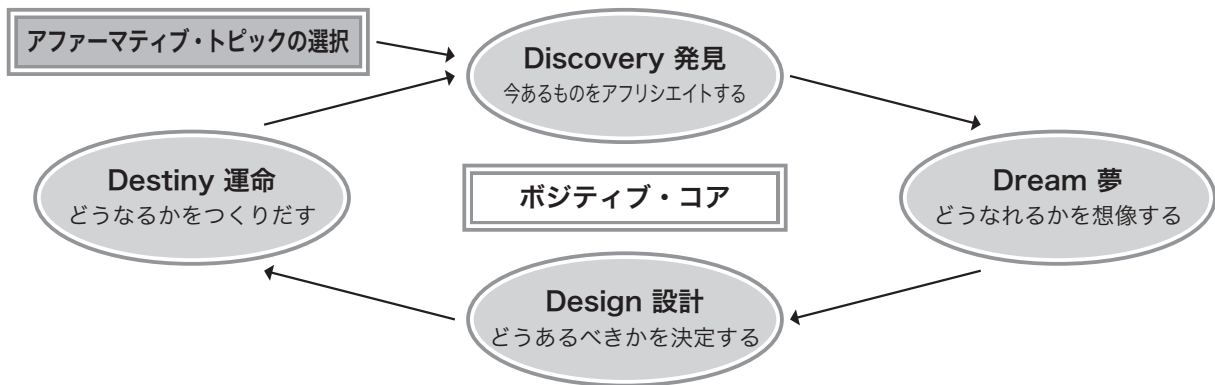 アファーマティブ・トピックの選択
Discovery 発見
今あるものをアフリシエイトする
Destiny 運命
どうなるかをつくりだす
ボジティブ・コア
Dream 夢
どうなれるかを想像する
Design 設計
どうあるべきかを決定する